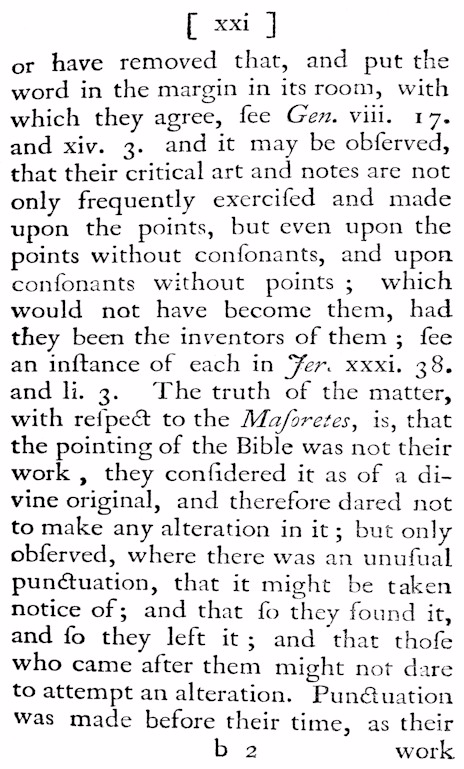 [ xxi ]
or have removed that, and put the
word in the margin in its room, with
which they agree, ſee Gen. viii. 17.
and xiv. 3. and it may be obſerved,
that their critical art and notes are not
only frequently exerciſed and made
upon the points, but even upon the
points without conſonants, and upon
conſonants without points ; which
would not have become them, had
they been the inventors of them ; ſee
an inſtance of each in Jer. xxxi. 38.
and li. 3. The truth of the matter,
with reſpect to the Maſoretes, is, that
the pointing of the Bible was not their
work , they conſidered it as of a di-
vine original, and therefore dared not
to make any alteration in it ; but only
obſerved, where there was an unuſual
punctuation, that it might be taken
notice of; and that ſo they found it,
and ſo they left it ; and that thoſe
who came after them might not dare
to attempt an alteration. Punctuation
was made before their time, as their
b 2 work